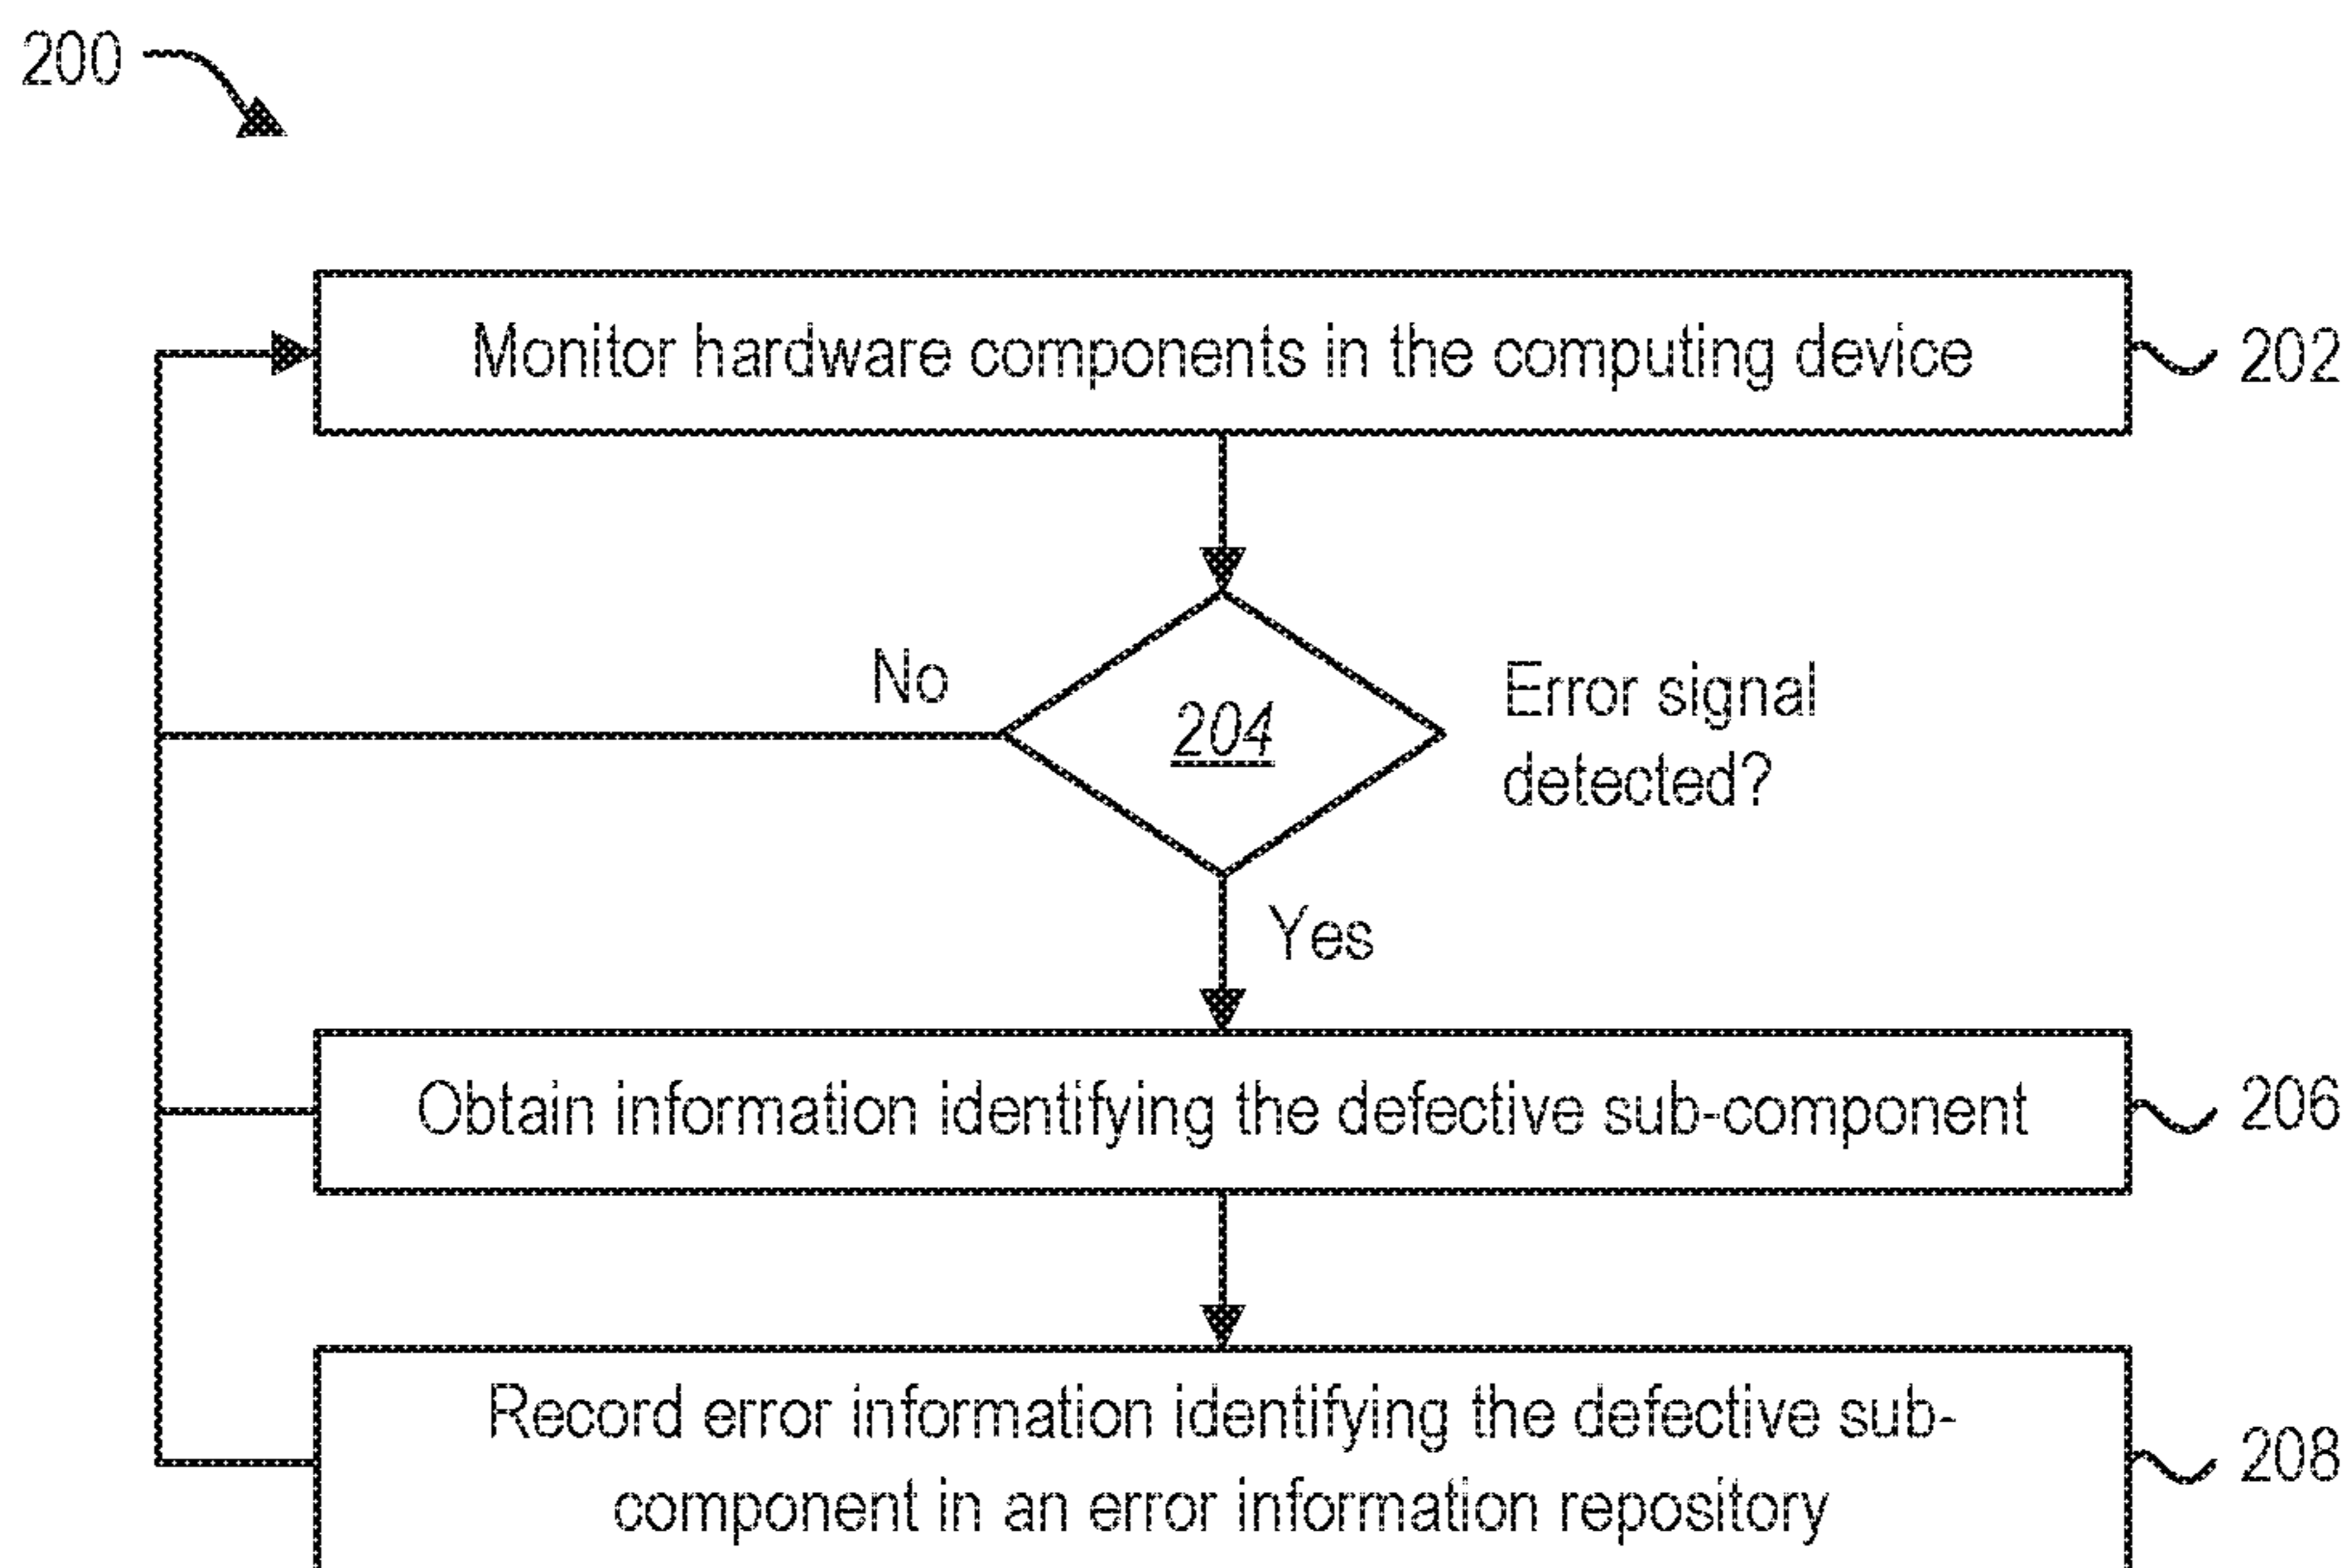 200
Monitor hardware components in the computing device
202
No
204
Error signal
detected?
Yes
Obtain information identifying the defective sub-component
206
Record error information identifying the defective sub-
component in an error information repository
208